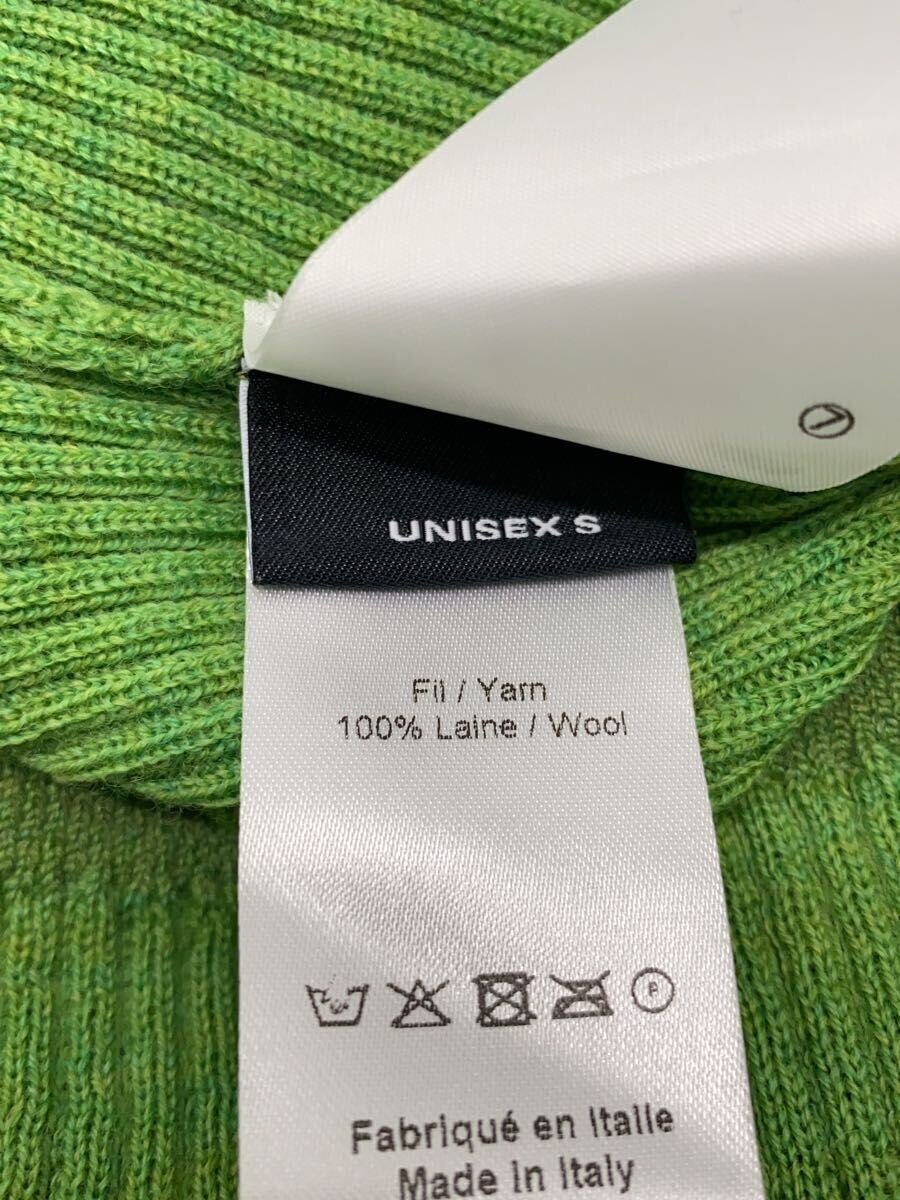 UNISEX S
Fil / Yarn
100% Laine / Wool
P
Fabriqué en Italie
Made in Italy